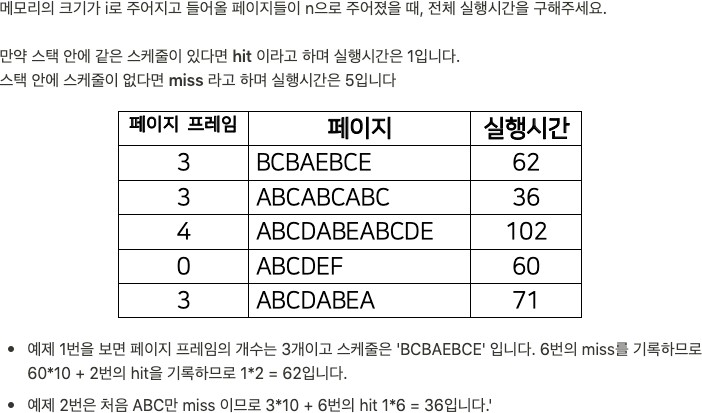 메모리의 크기가 i로 주어지고 들어올 페이지들이 n으로 주어졌을 때, 전체 실행시간을 구해주세요.
만약 스택 안에 같은 스케줄이 있다면 hit 이라고 하며 실행시간은 1입니다.
스택 안에 스케줄이 없다면 miss 라고 하며 실행시간은 5입니다
페이지 프레임 페이지 실행시간
3 BCBAEBCE 62
3 ABCABCABC 36
4 ABCDABEABCDE 102
0 ABCDEF 60
3 ABCDABEA 71
• 예제 1번을 보면 페이지 프레임의 개수는 3개이고 스케줄은 'BCBAEBCE' 입니다. 6번의 miss를 기록하므로
60*10 + 2번의 hit을 기록하므로 1*2 = 62입니다.
• 예제 2번은 처음 ABC만 miss 이므로 3*10 + 6번의 hit 1*6 = 36입니다.'